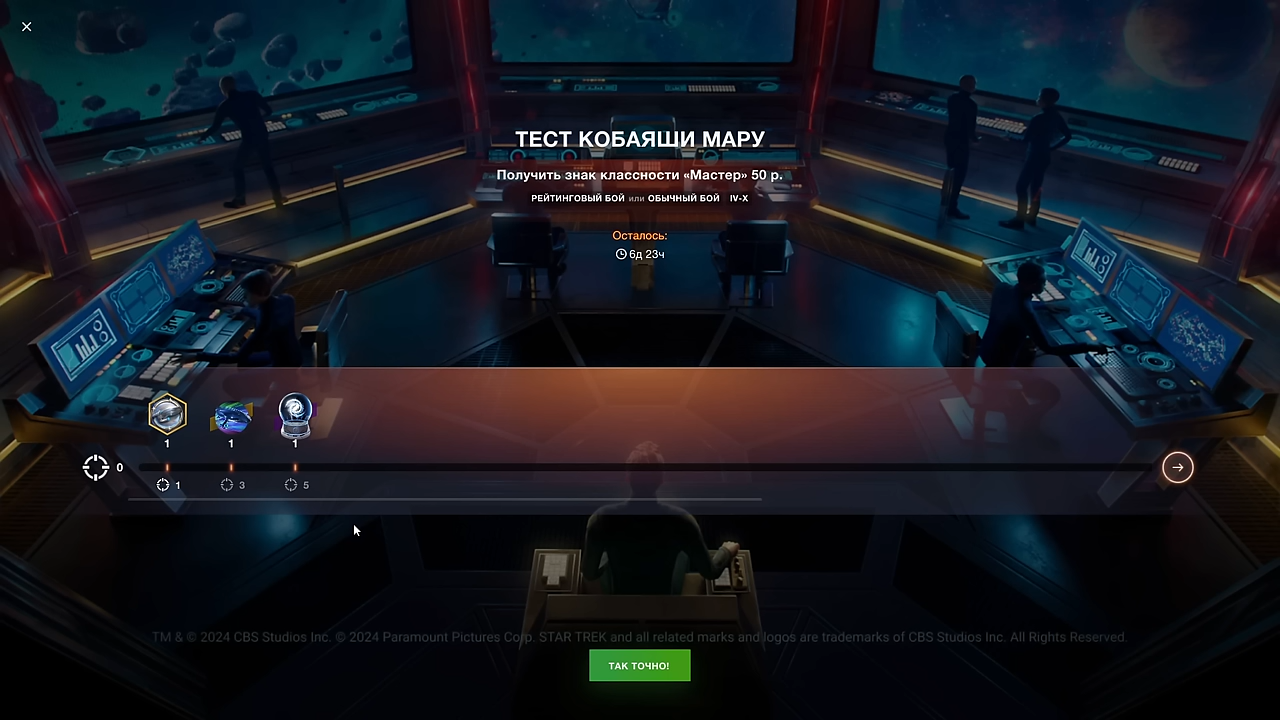 ТЕСТ КОБАЯШИ МАРУ
Получить знак классности «Мастер» 50 р.
РЕЙТИНГОВЫЙ БОЙ или ОБЫЧНЫЙ БОЙ IV-X
Осталось:
6д 23ч
1 1 1
0
1 3 5
TM & © 2024 CBS Studios Inc. © 2024 Paramount Pictures Corp. STAR TREK and all related marks and logos are trademarks of CBS Studios Inc. All Rights Reserved.
ТАК ТОЧНО!